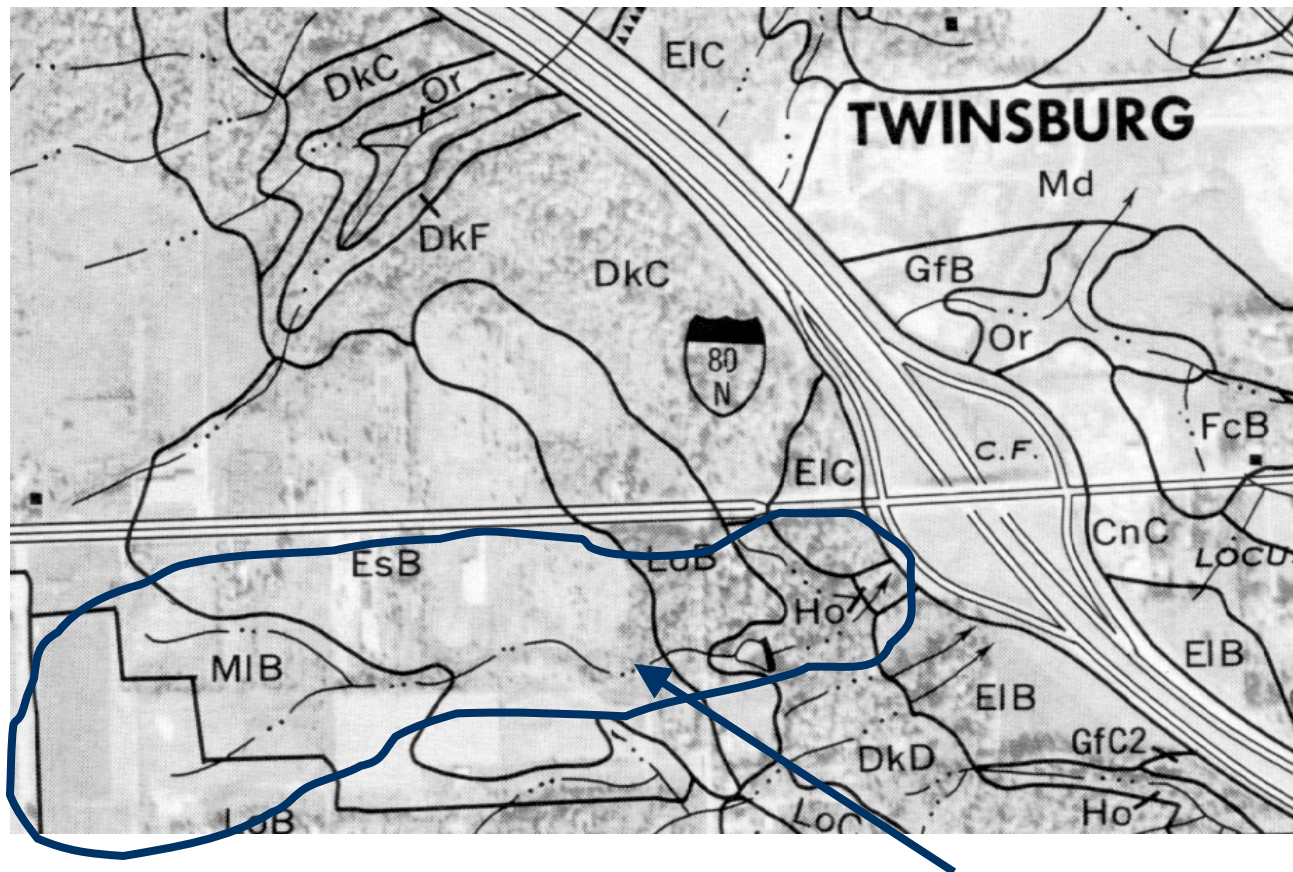 EIC
DkC
Or
TWINSBURG
Md
DkF
DkC
GfB
80
N
Or
FcB
C.F.
EIC
CnC
EsB
LoB
LOCU
Ho
MIB
EIB
EIB
GfC2
DkD
Ho
LoB
LoC